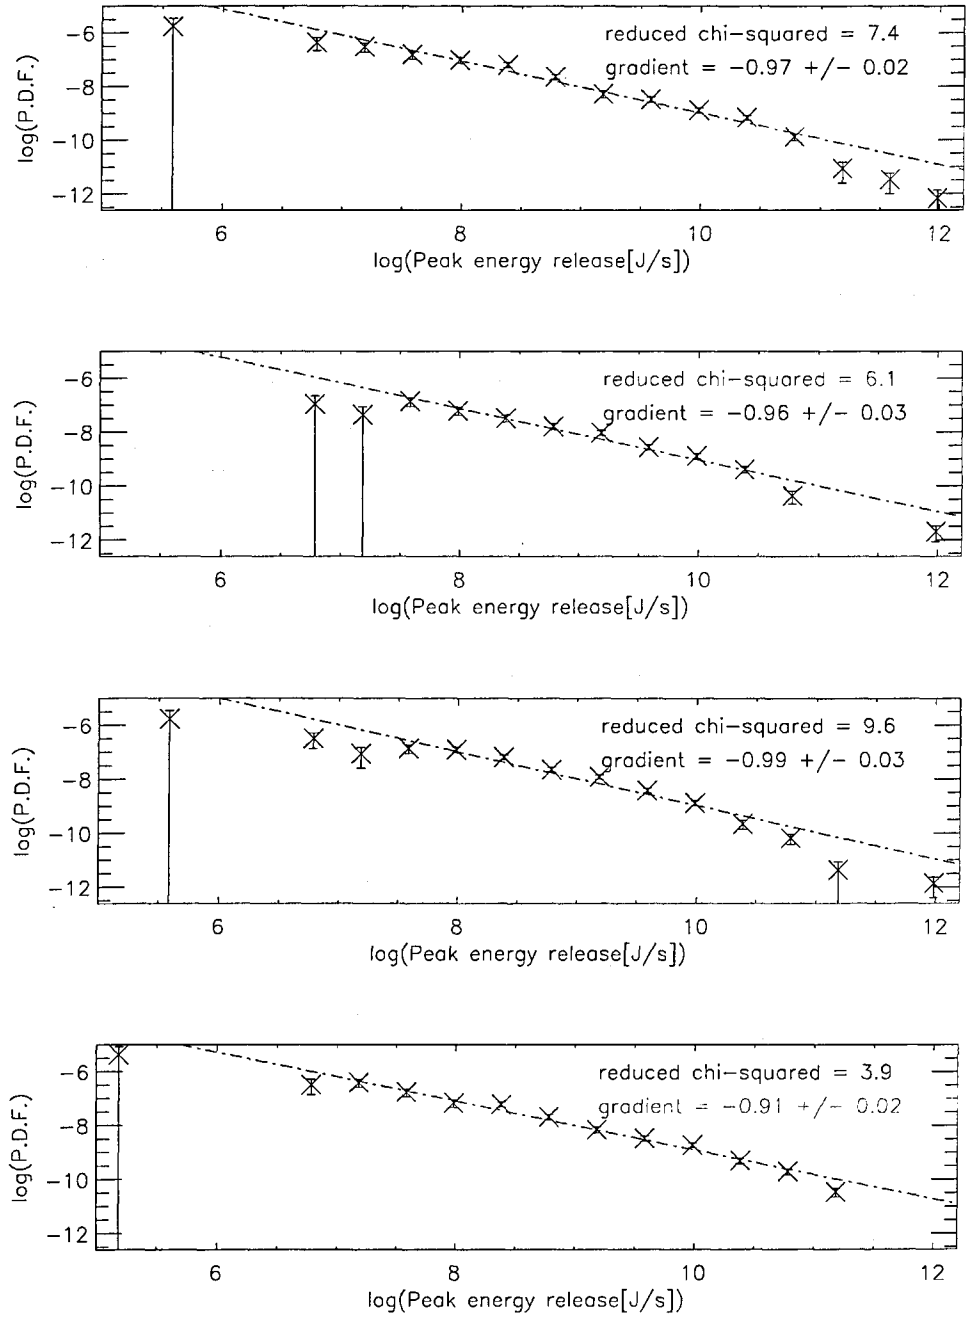 reduced chi-squared = 7.4
gradient = -0.97 +/- 0.02
log(P.D.F.)
-6
-8
-10
-12
6 8 10 12
log(Peak energy release[J/s])
reduced chi-squared = 6.1
gradient = -0.96 +/- 0.03
log(P.D.F.)
-6
-8
-10
-12
6 8 10 12
log(Peak energy release[J/s])
reduced chi-squared = 9.6
gradient = -0.99 +/- 0.03
log(P.D.F.)
-6
-8
-10
-12
6 8 10 12
log(Peak energy release[J/s])
reduced chi-squared = 3.9
gradient = -0.91 +/- 0.02
log(P.D.F.)
-6
-8
-10
-12
6 8 10 12
log(Peak energy release[J/s])